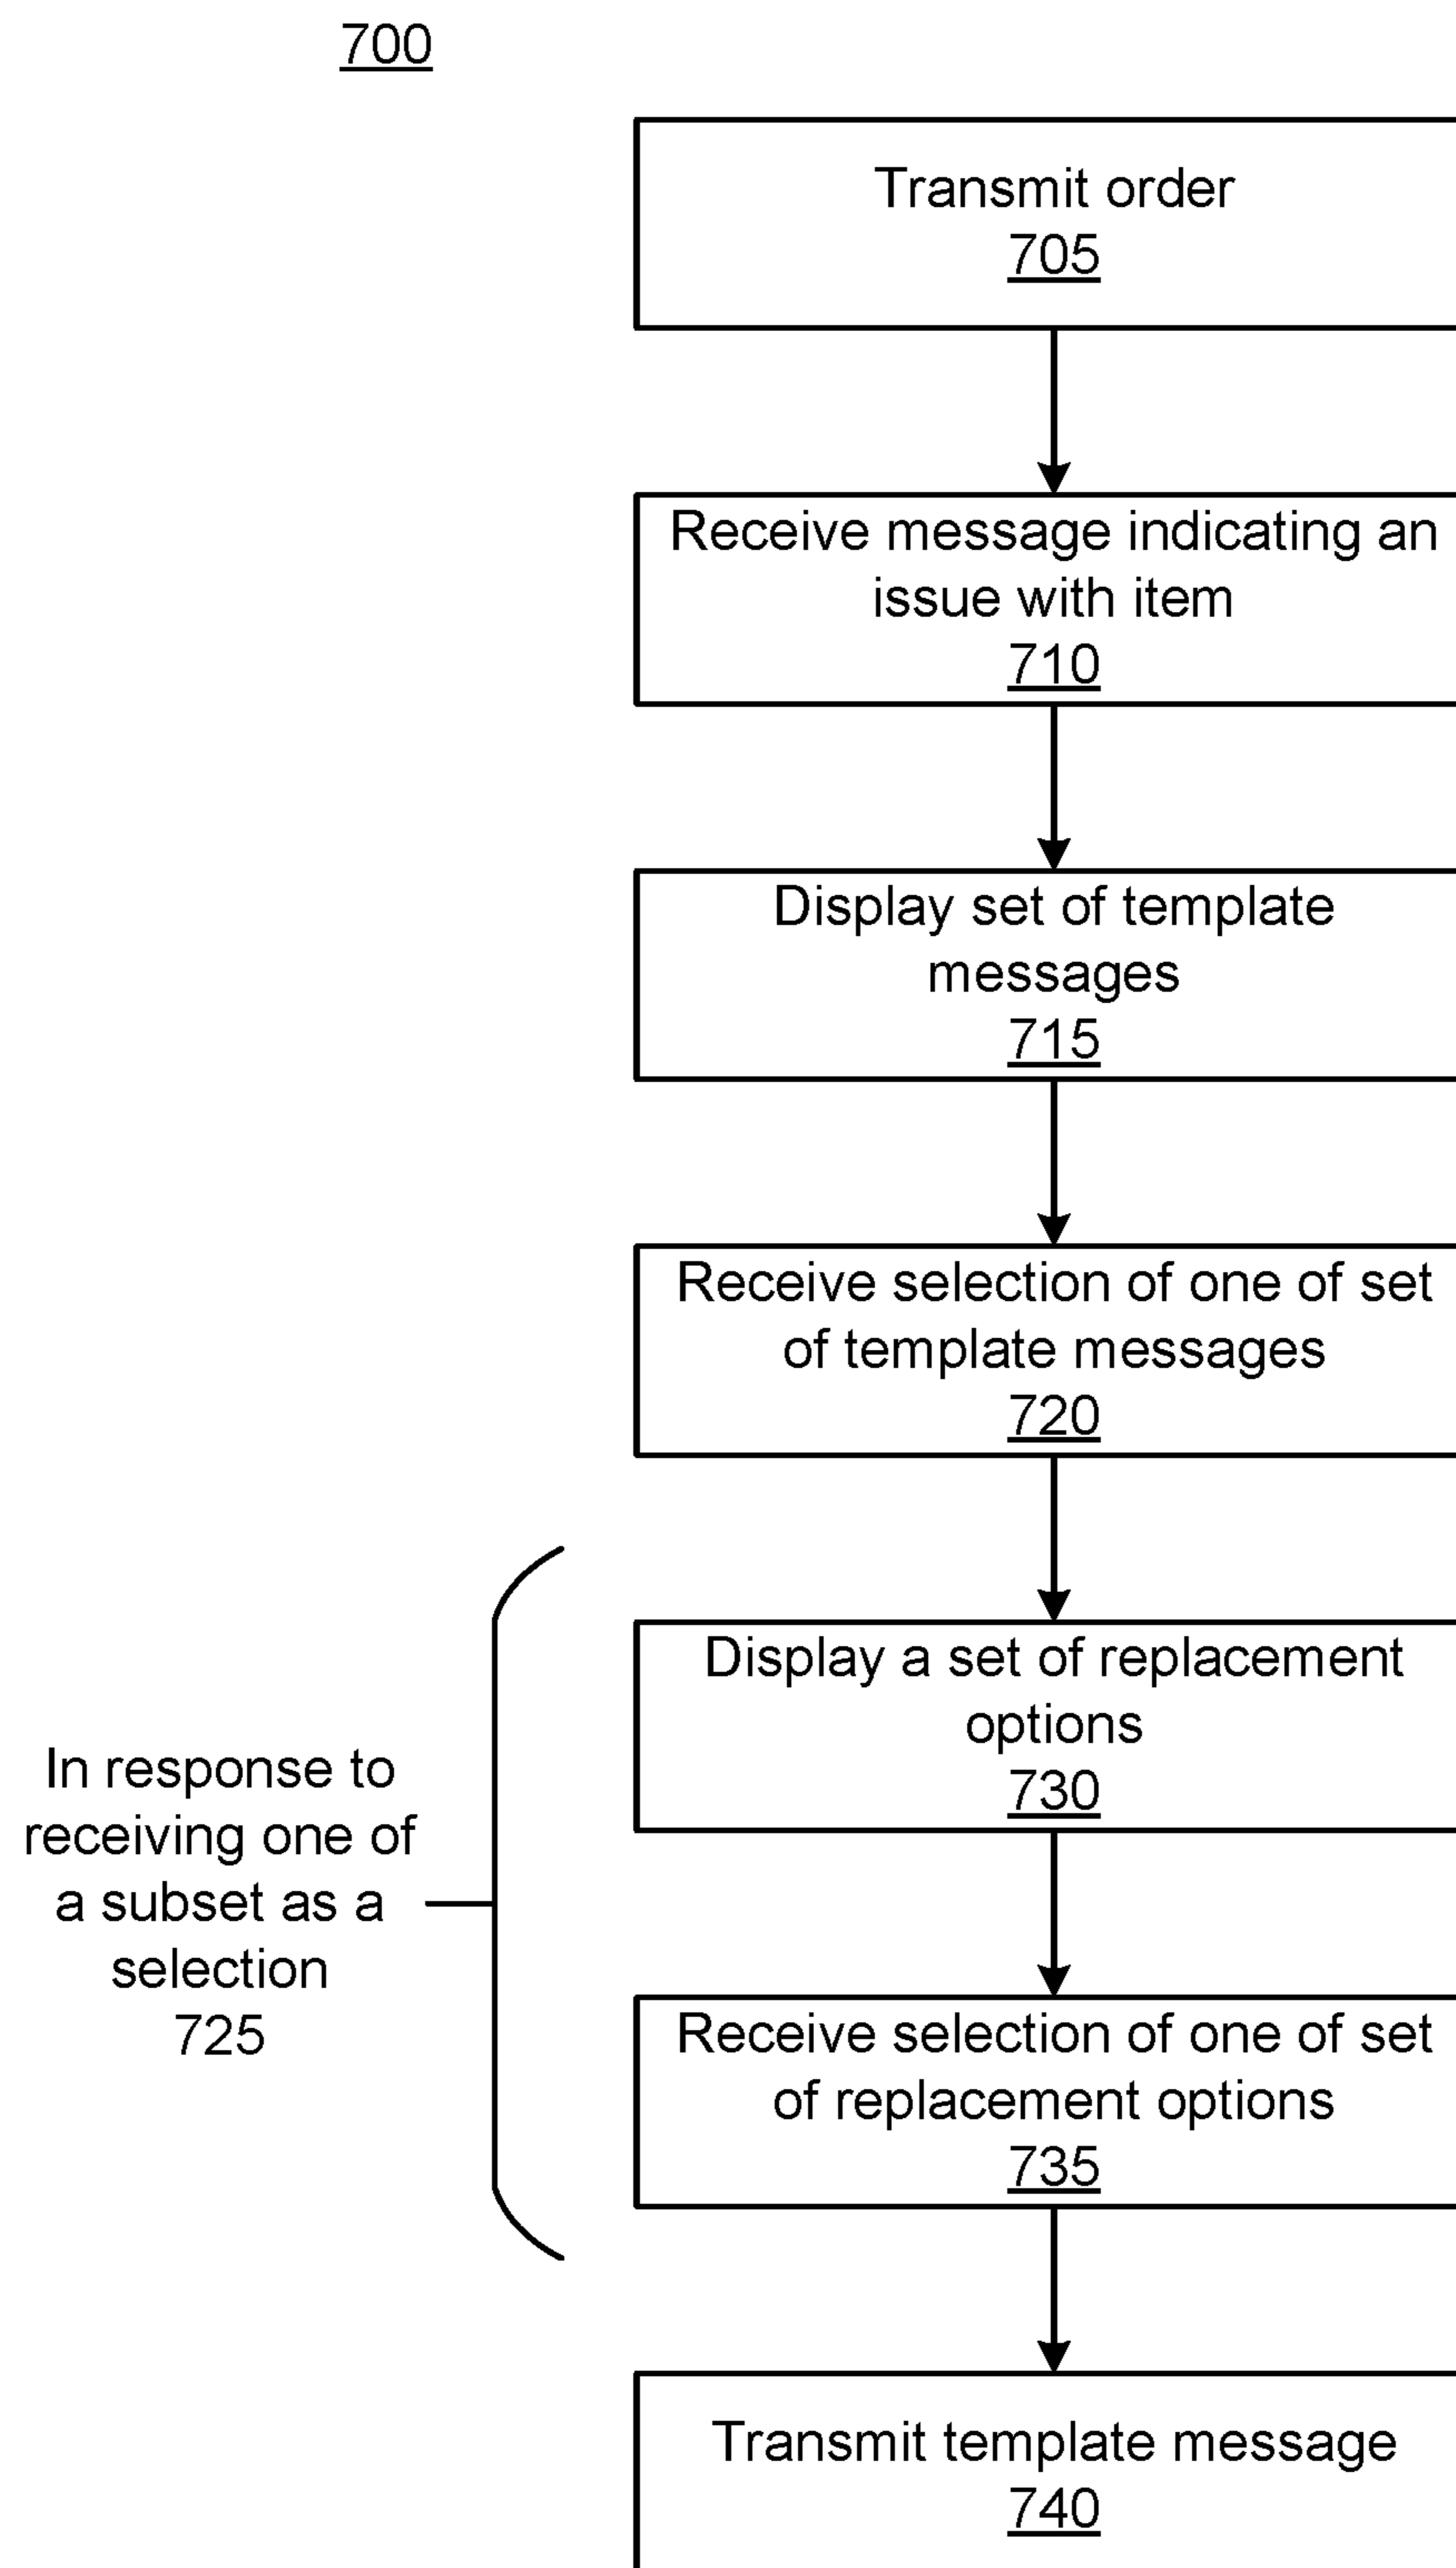 700
Transmit order
705
Receive message indicating an
issue with item
710
Display set of template
messages
715
Receive selection of one of set
of template messages
720
In response to
receiving one of
a subset as a
selection
725
Display a set of replacement
options
730
Receive selection of one of set
of replacement options
735
Transmit template message
740